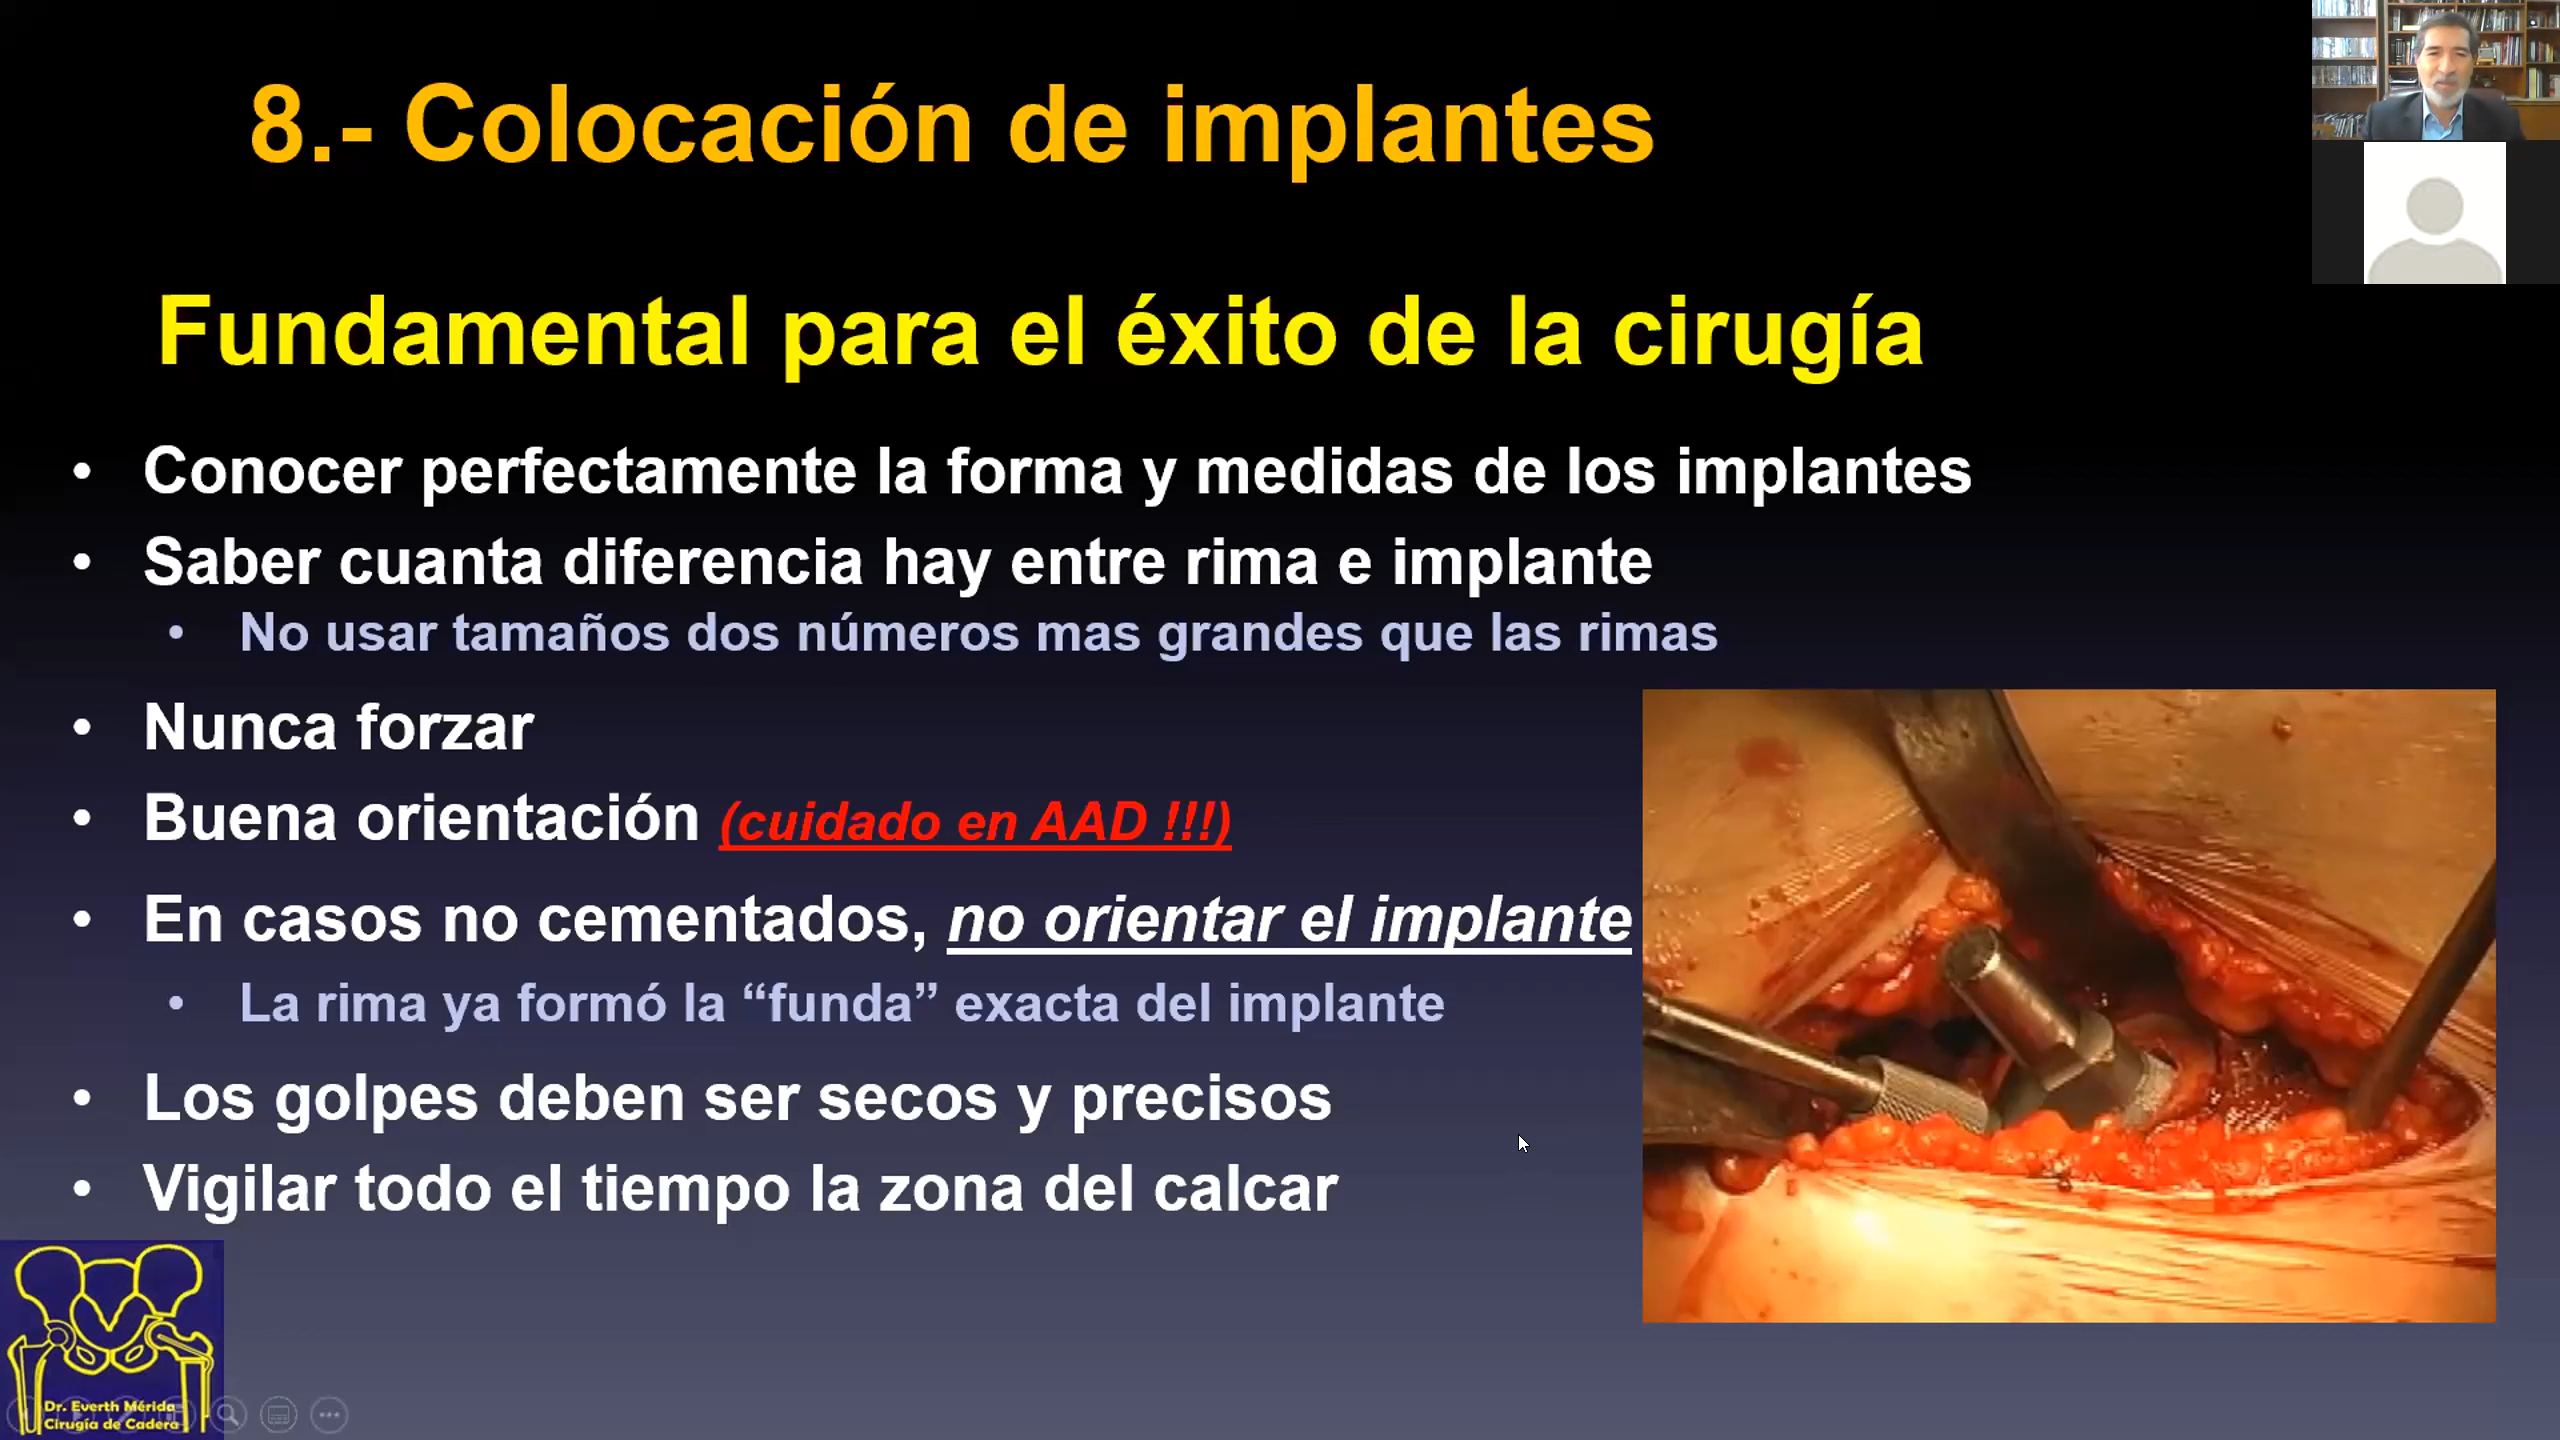 8.- Colocación de implantes
Fundamental para el éxito de la cirugía
• Conocer perfectamente la forma y medidas de los implantes
• Saber cuanta diferencia hay entre rima e implante
• No usar tamaños dos números mas grandes que las rimas
• Nunca forzar
• Buena orientación (cuidado en AAD !!!)
• En casos no cementados, no orientar el implante
• La rima ya formó la “funda” exacta del implante
• Los golpes deben ser secos y precisos
• Vigilar todo el tiempo la zona del calcar
Dr. Everth Mérida
Cirugía de Cadera